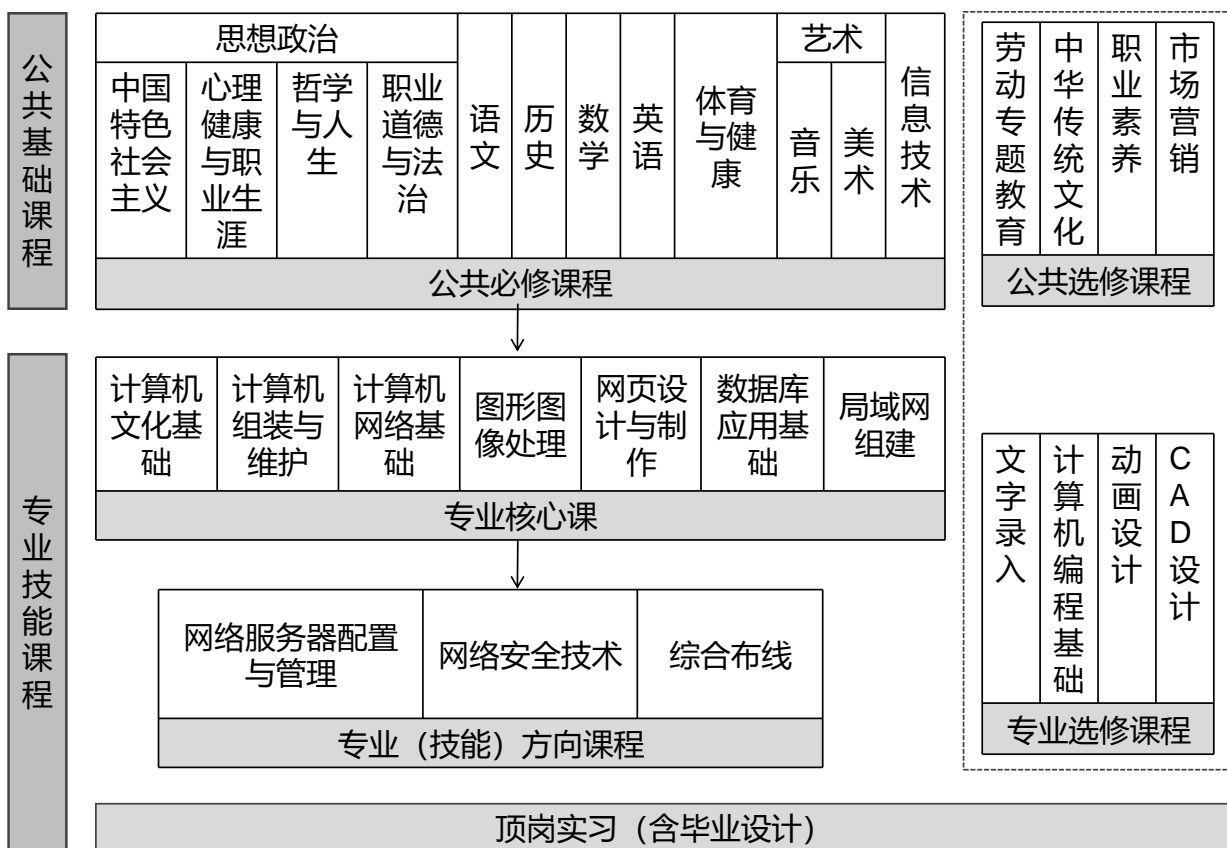 公共基础课程
思想政治
中国
特色
社会
主义
心理
健康
与职
业生
涯
哲学
与人
生
职业
道德
与法
治
语文
历史
数学
英语
体育
与健
康
艺术
音乐
美术
信息技术
公共必修课程
劳动专题教育
中华传统文化
职业素养
市场营销
公共选修课程
专业技能课程
计算机
文化基
础
计算机
组装与
维护
计算机
网络基
础
图形图
像处理
网页设
计与制
作
数据库
应用基
础
局域网
组建
专业核心课
网络服务器配置
与管理
网络安全技术
综合布线
专业（技能）方向课程
文字录入
计算机编程基础
动画设计
CAD设计
专业选修课程
顶岗实习（含毕业设计）